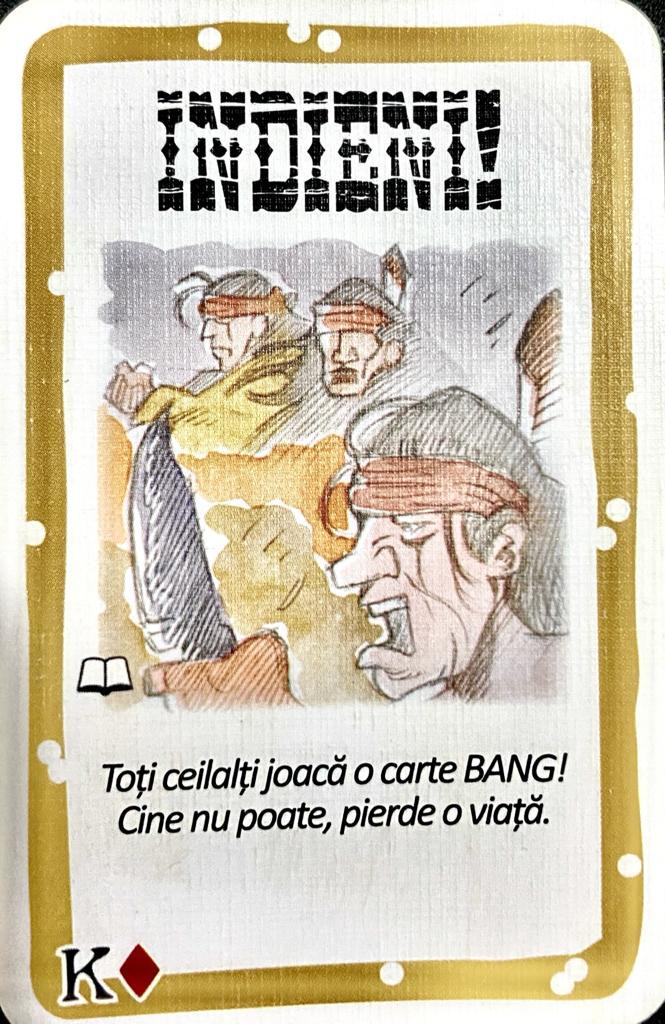 INDIENI!
Toți ceilalți joacă o carte BANG!
Cine nu poate, pierde o viață.
K♦